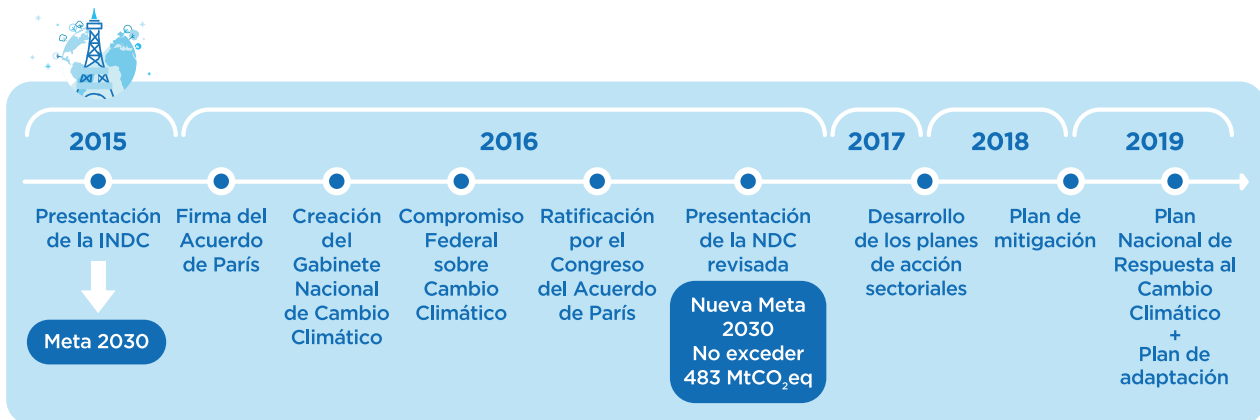 2015
2016
2017
2018
2019
Presentación
de la INDC
Meta 2030
Firma del
Acuerdo
de París
Creación
del
Gabinete
Nacional
de Cambio
Climático
Compromiso
Federal
sobre
Cambio
Climático
Ratificación
por el
Congreso
del Acuerdo
de París
Presentación
de la NDC
revisada
Nueva Meta
2030
No exceder
483 MtCO₂eq
Desarrollo
de los planes
de acción
sectoriales
Plan de
mitigación
Plan
Nacional de
Respuesta al
Cambio
Climático
+
Plan de
adaptación